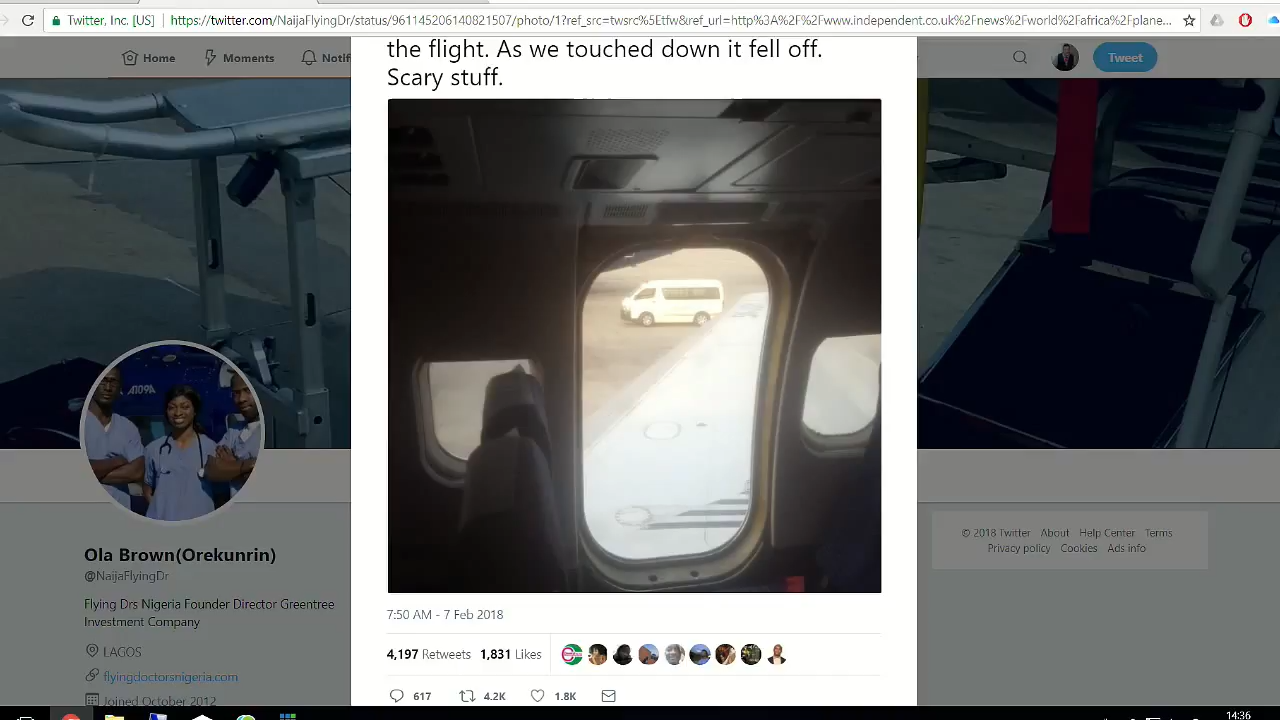 Twitter, Inc. [US]
https://twitter.com/NaijaFlyingDr/status/961145206140821507/photo/1?ref_src=twsrc%5Etfw&ref_url=http%3A%2F%2Fwww.independent.co.uk%2Fnews%2Fworld%2Fafrica%2Fplane...
Home
Moments
Notif
Tweet
the flight. As we touched down it fell off.
Scary stuff.
A109A
Ola Brown(Orekunrin)
@NaijaFlyingDr
Flying Drs Nigeria Founder Director Greentree
Investment Company
LAGOS
flyingdoctorsnigeria.com
Joined October 2012
7:50 AM - 7 Feb 2018
4,197 Retweets 1,831 Likes
617 4.2K 1.8K
© 2018 Twitter About Help Center Terms
Privacy policy Cookies Ads info
14:36